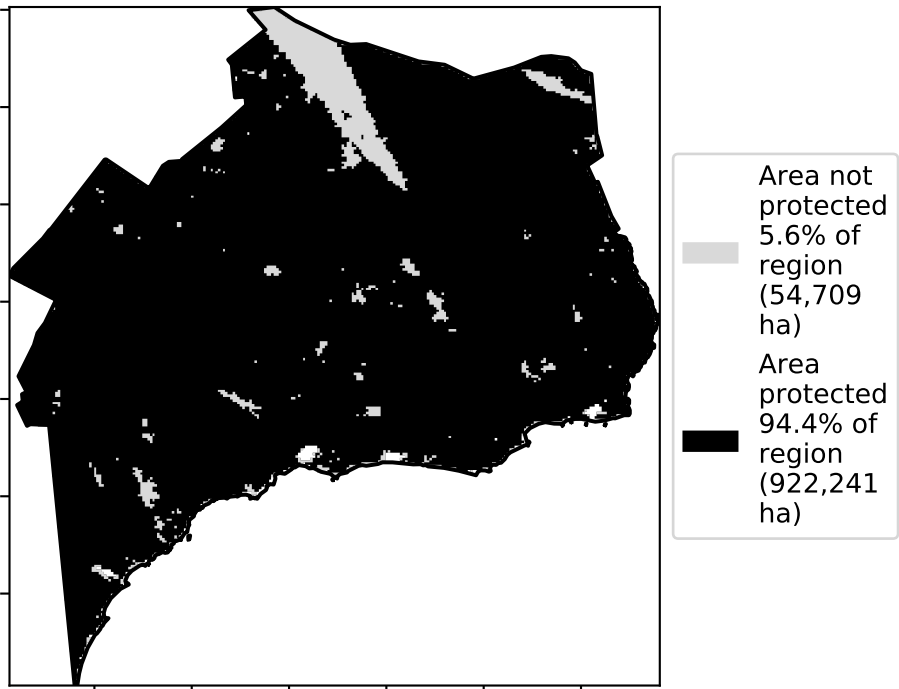 Area not
protected
5.6% of
region
(54,709
ha)
Area
protected
94.4% of
region
(922,241
ha)